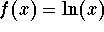 f(x) = ln(x)